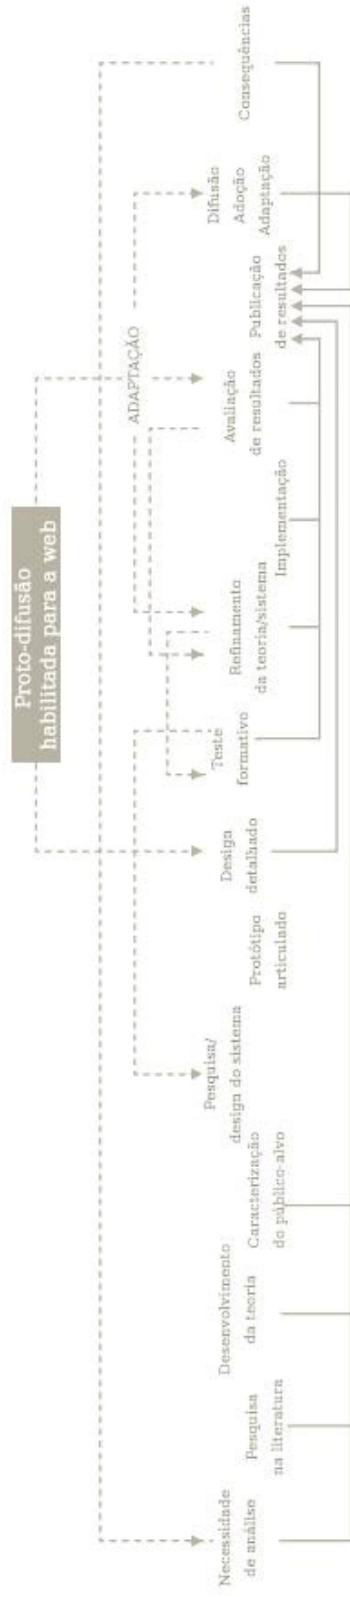 Proto-difusão
habilitada para a web
ADAPTAÇÃO
Necessidade
de análise
Pesquisa
na literatura
Desenvolvimento
da teoria
Caracterização
do público-alvo
Pesquisa/
design do sistema
Protótipo
articulado
Design
detalhado
Teste
formativo
Refinamento
da teoria/sistema
Implementação
Avaliação
de resultados
Publicação
de resultados
Difusão
Adoção
Adaptação
Consequências